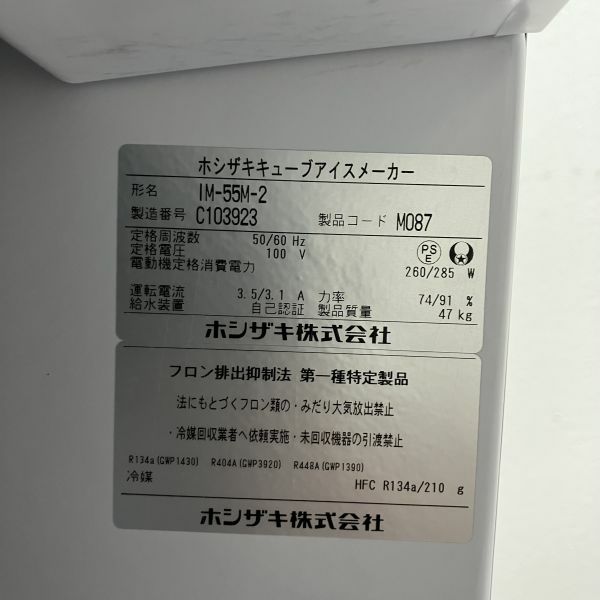 ホシザキキューブアイスメーカー
形名 IM-55M-2
製造番号 C103923 製品コード M087
定格周波数 50/60 Hz
定格電圧 100 V
PS E
電動機定格消費電力 260/285 W
運転電流 3.5/3.1 A 力率 74/91 %
給水装置 自己認証 製品質量 47 kg
ホシザキ株式会社
フロン排出抑制法 第一種特定製品
法にもとづくフロン類の・みだり大気放出禁止
・冷媒回収業者へ依頼実施・未回収機器の引渡禁止
R134a(GWP1430) R404A(GWP3920) R448A(GWP1390)
冷媒 HFC R134a/210 g
ホシザキ株式会社